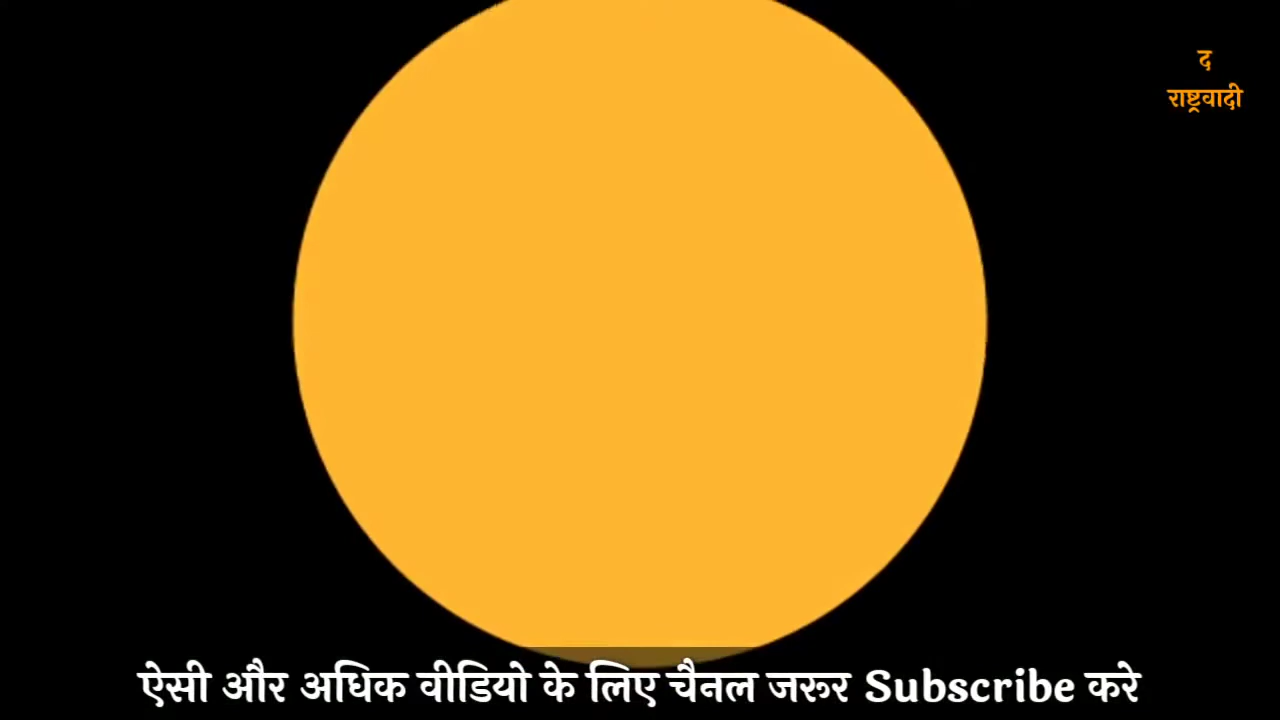 द
राष्ट्रवादी
ऐसी और अधिक वीडियो के लिए चैनल जरूर Subscribe करे